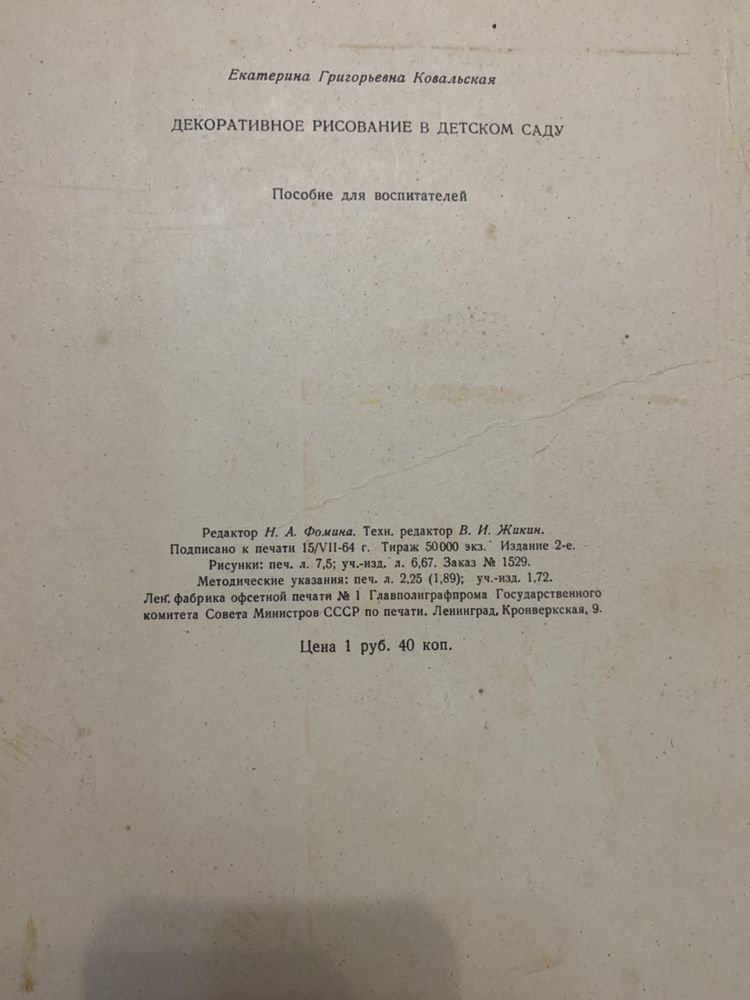 Екатерина Григорьевна Ковальская
ДЕКОРАТИВНОЕ РИСОВАНИЕ В ДЕТСКОМ САДУ
Пособие для воспитателей
Редактор Н. А. Фомина. Техн. редактор В. И. Жикин.
Подписано к печати 15/VII-64 г. Тираж 50000 экз. Издание 2-е.
Рисунки: печ. л. 7,5; уч.-изд. л. 6,67. Заказ № 1529.
Методические указания: печ. л. 2,25 (1,89); уч.-изд. 1,72.
Лен. фабрика офсетной печати № 1 Главполиграфпрома Государственного
комитета Совета Министров СССР по печати. Ленинград, Кронверкская, 9.
Цена 1 руб. 40 коп.